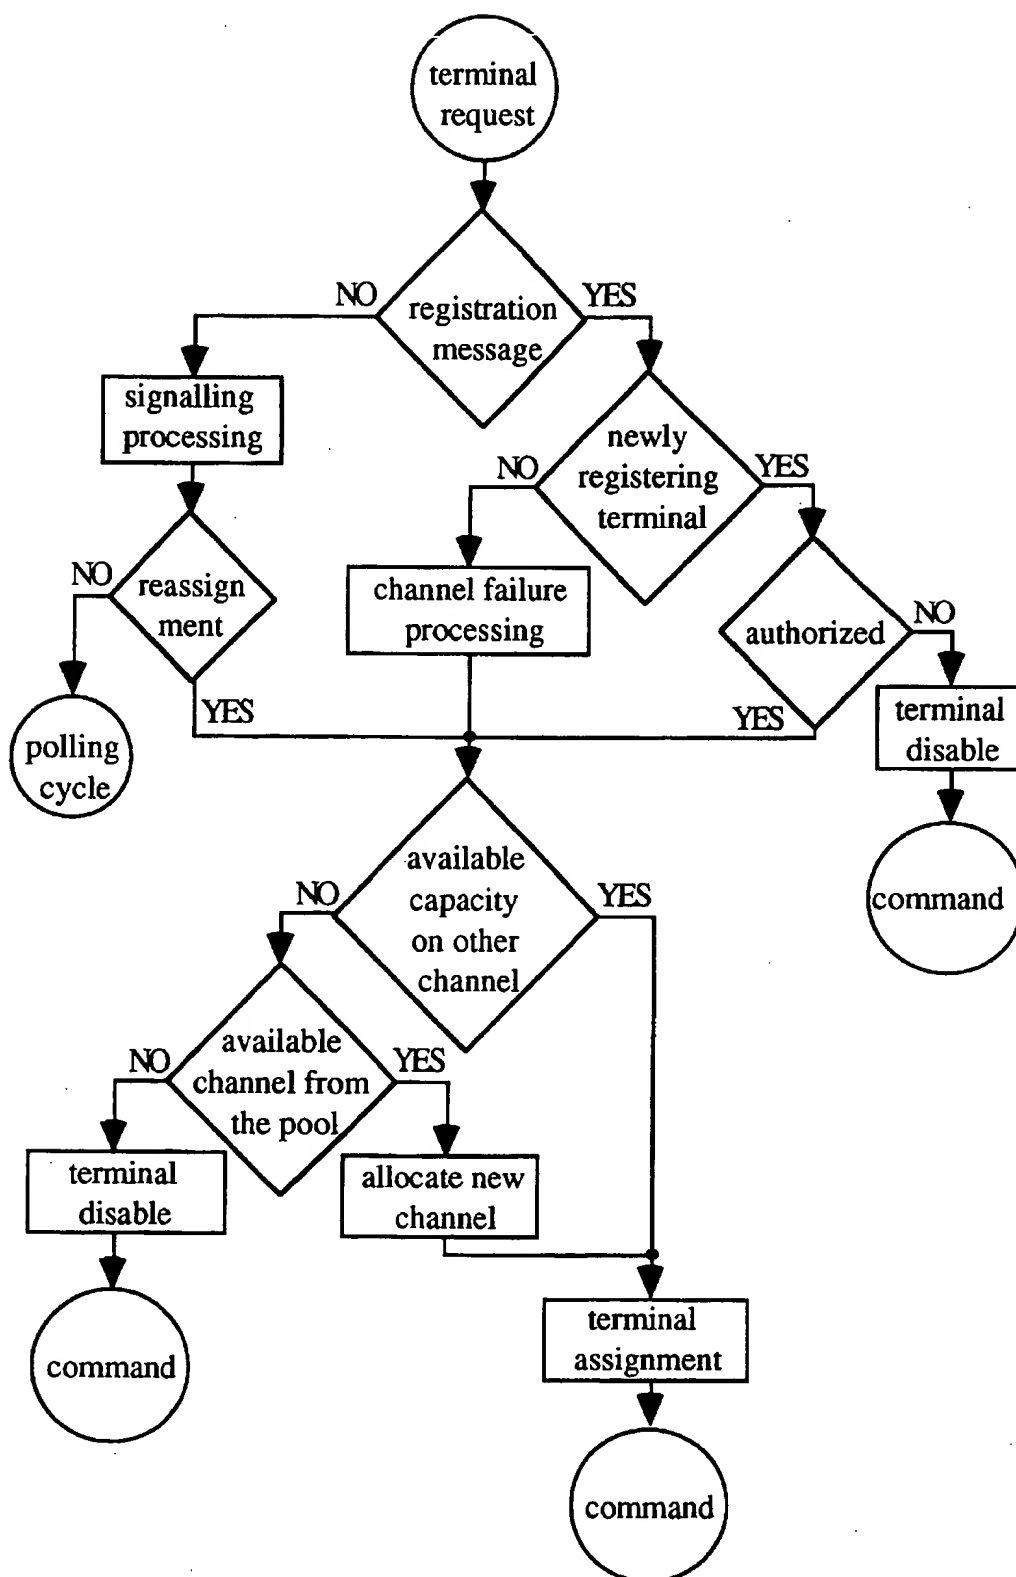 terminal
request
NO
YES
registration
message
signalling
processing
newly
registering
terminal
NO
YES
NO
reassign
ment
channel failure
processing
authorized
NO
YES
YES
terminal
disable
polling
cycle
available
capacity
on other
channel
NO
YES
command
available
channel from
the pool
NO
YES
terminal
disable
allocate new
channel
terminal
assignment
command
command